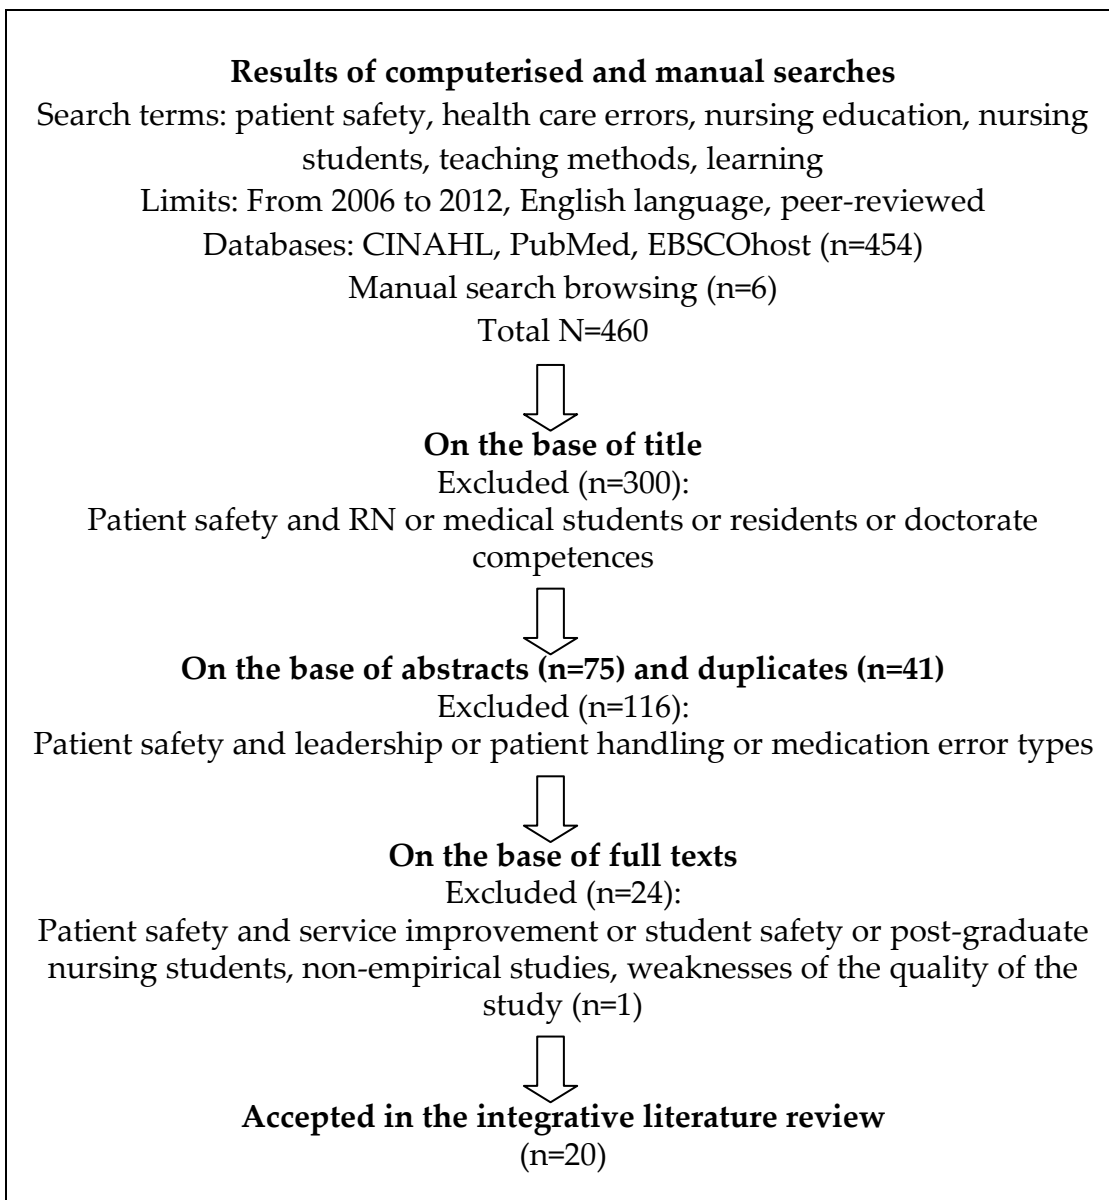 Results of computerised and manual searches
Search terms: patient safety, health care errors, nursing education, nursing
students, teaching methods, learning
Limits: From 2006 to 2012, English language, peer-reviewed
Databases: CINAHL, PubMed, EBSCOhost (n=454)
Manual search browsing (n=6)
Total N=460
On the base of title
Excluded (n=300):
Patient safety and RN or medical students or residents or doctorate
competences
On the base of abstracts (n=75) and duplicates (n=41)
Excluded (n=116):
Patient safety and leadership or patient handling or medication error types
On the base of full texts
Excluded (n=24):
Patient safety and service improvement or student safety or post-graduate
nursing students, non-empirical studies, weaknesses of the quality of the
study (n=1)
Accepted in the integrative literature review
(n=20)